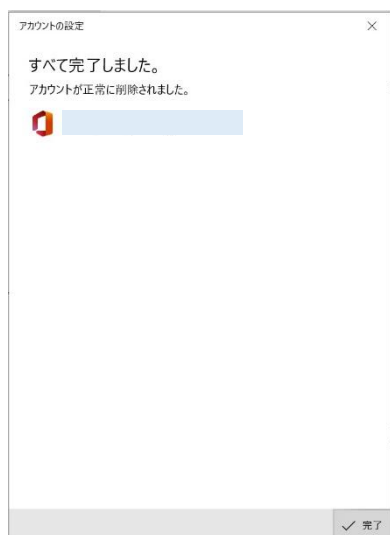 アカウントの設定
すべて完了しました。
アカウントが正常に削除されました。
完了